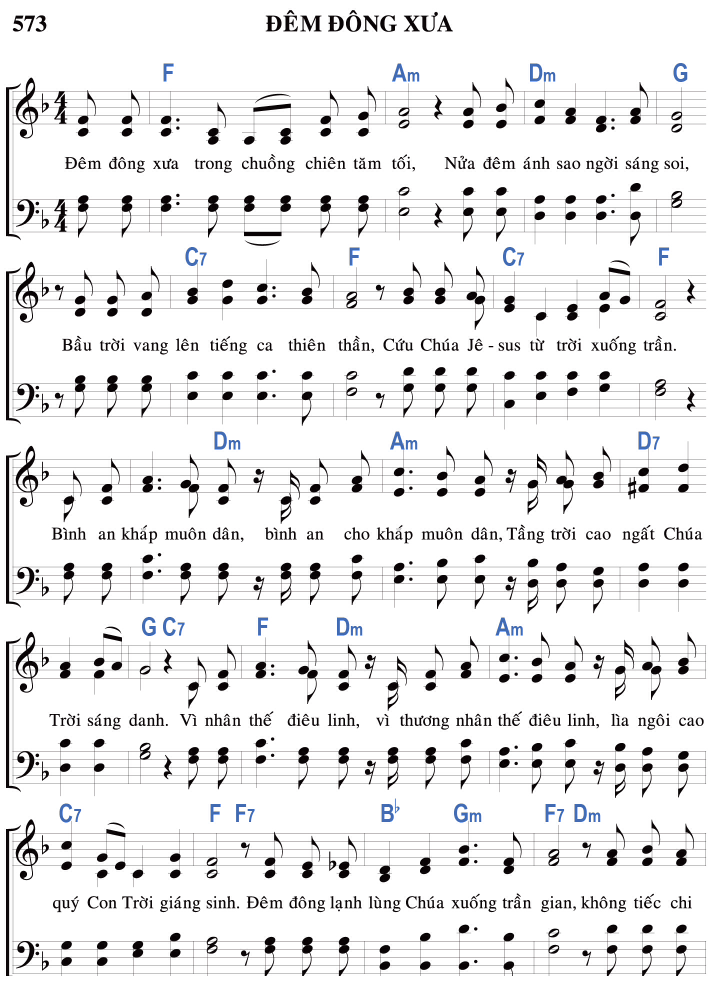 573 ĐÊM ĐÔNG XƯA
F Am Dm G
4 4
Đêm đông xưa trong chuồng chiên tăm tối, Nửa đêm ánh sao ngời sáng soi,
4 4
C7 F C7 F
Bầu trời vang lên tiếng ca thiên thần, Cứu Chúa Jê - sus từ trời xuống trần.
Dm Am D7
Bình an khắp muôn dân, bình an cho khắp muôn dân, Tầng trời cao ngất Chúa
G C7 F Dm Am
Trời sáng danh. Vì nhân thế điêu linh, vì thương nhân thế điêu linh, lìa ngôi cao
C7 F F7 B♭ Gm F7 Dm
quý Con Trời giáng sinh. Đêm đông lạnh lùng Chúa xuống trần gian, không tiếc chi